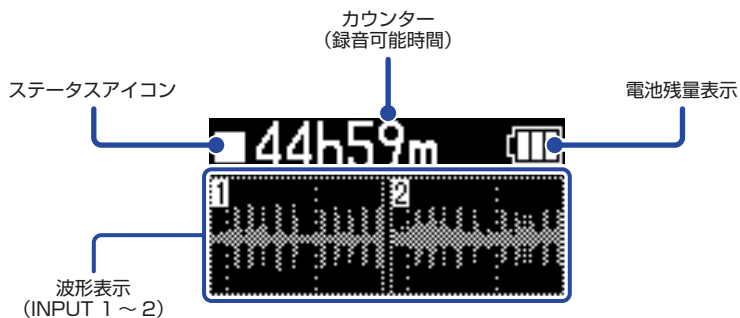 カウンター
（録音可能時間）
ステータスアイコン
電池残量表示
44h59m
1
2
波形表示
（INPUT 1 ～ 2）